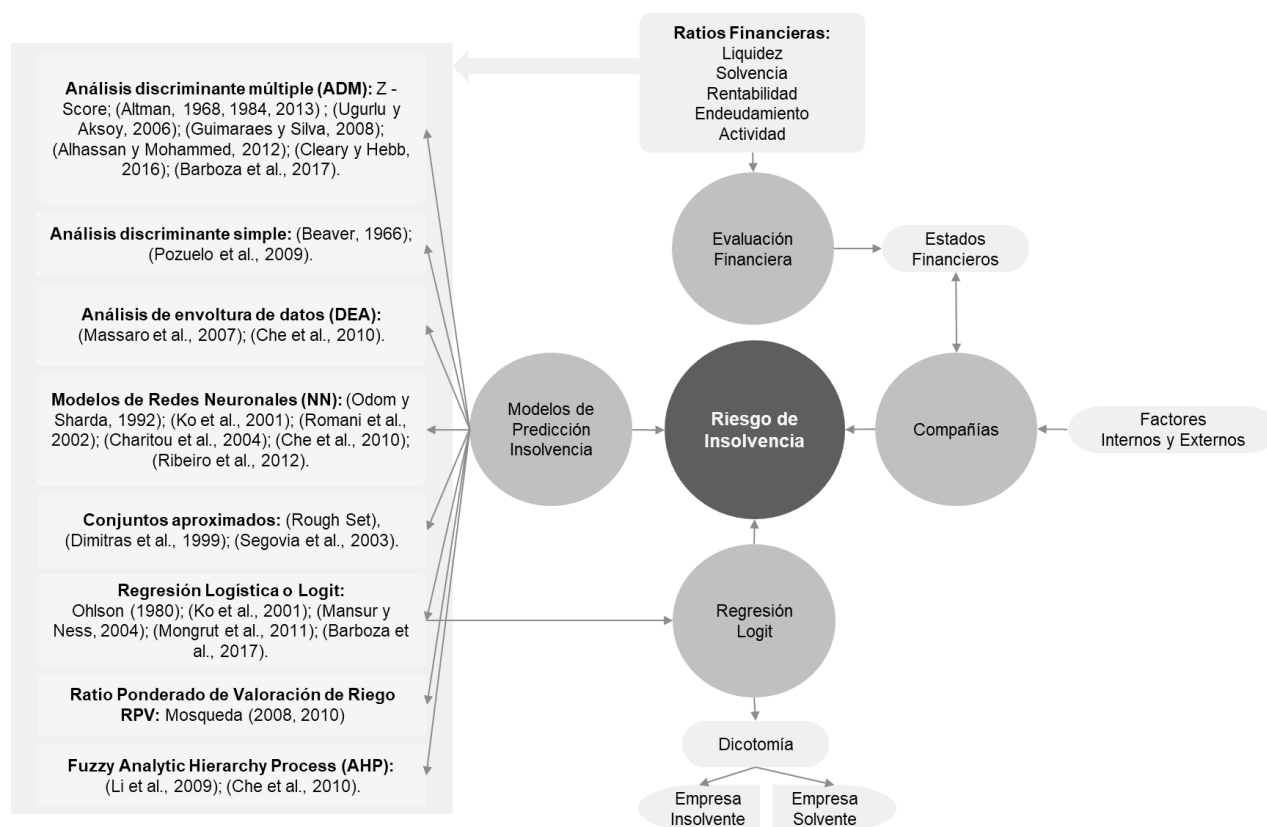 Ratios Financieras:
Liquidez
Solvencia
Rentabilidad
Endeudamiento
Actividad
Análisis discriminante múltiple (ADM): Z -
Score; (Altman, 1968, 1984, 2013) ; (Ugurlu y
Aksoy, 2006); (Guimaraes y Silva, 2008);
(Alhassan y Mohammed, 2012); (Cleary y Hebb,
2016); (Barboza et al., 2017).
Análisis discriminante simple: (Beaver, 1966);
(Pozuelo et al., 2009).
Análisis de envoltura de datos (DEA):
(Massaro et al., 2007); (Che et al., 2010).
Modelos de Redes Neuronales (NN): (Odom y
Sharda, 1992); (Ko et al., 2001); (Romani et al.,
2002); (Charitou et al., 2004); (Che et al., 2010);
(Ribeiro et al., 2012).
Conjuntos aproximados: (Rough Set),
(Dimitras et al., 1999); (Segovia et al., 2003).
Regresión Logística o Logit:
Ohlson (1980); (Ko et al., 2001); (Mansur y
Ness, 2004); (Mongrut et al., 2011); (Barboza et
al., 2017).
Ratio Ponderado de Valoración de Riego
RPV: Mosqueda (2008, 2010)
Fuzzy Analytic Hierarchy Process (AHP):
(Li et al., 2009); (Che et al., 2010).
Evaluación
Financiera
Estados
Financieros
Modelos de
Predicción
Insolvencia
Riesgo de
Insolvencia
Compañías
Factores
Internos y Externos
Regresión
Logit
Dicotomía
Empresa
Insolvente
Empresa
Solvente